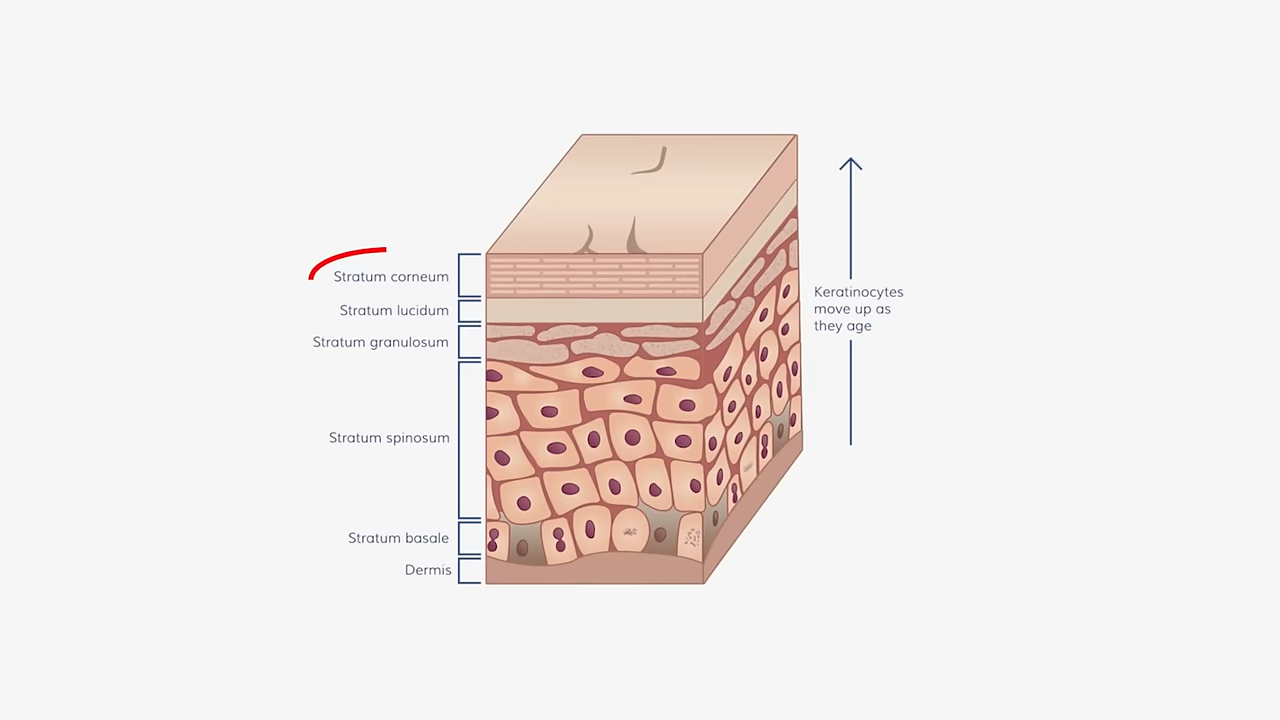 Stratum corneum
Stratum lucidum
Stratum granulosum
Stratum spinosum
Stratum basale
Dermis
Keratinocytes
move up as
they age